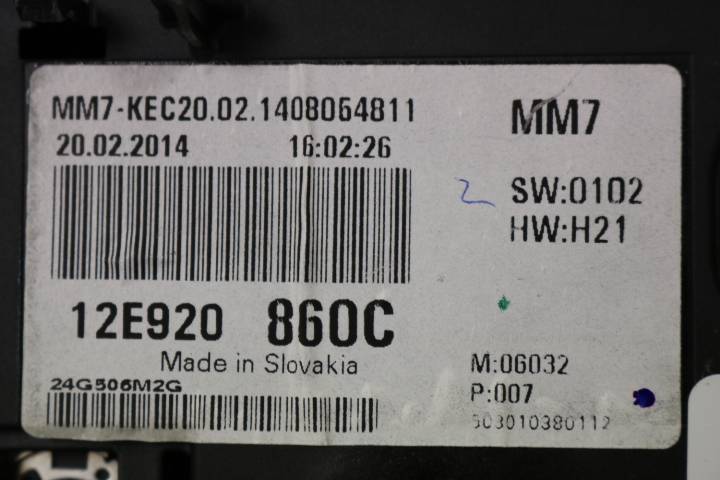 MM7-KEC20.02.1408064811
20.02.2014 16:02:26
MM7
SW:0102
HW:H21
12E920 860C
Made in Slovakia
24G506M2G
M:06032
P:007
503010380112